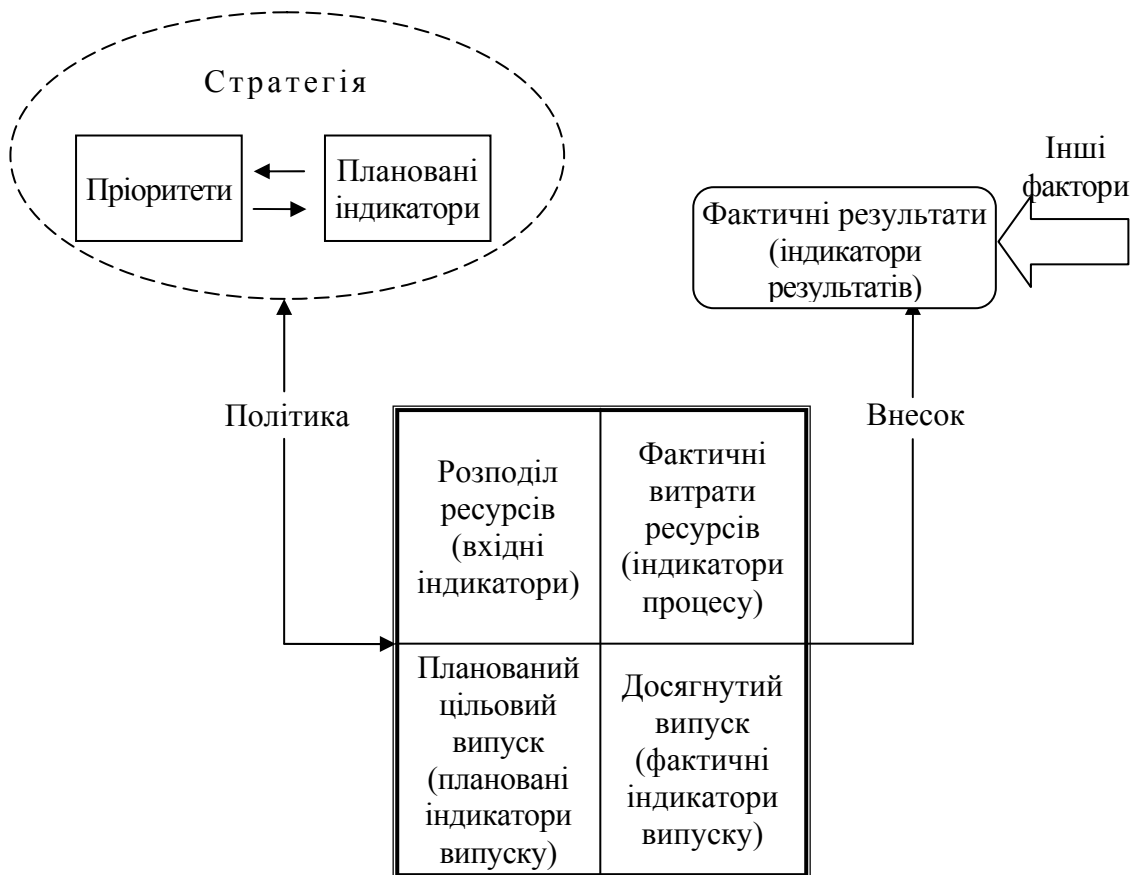 Стратегія
Пріоритети
Плановані
індикатори
Інші
фактори
Фактичні результати
(індикатори
результатів)
Політика
Внесок
Розподіл
ресурсів
(вхідні
індикатори)
Фактичні
витрати
ресурсів
(індикатори
процесу)
Планований
цільовий
випуск
(плановані
індикатори
випуску)
Досягнутий
випуск
(фактичні
індикатори
випуску)